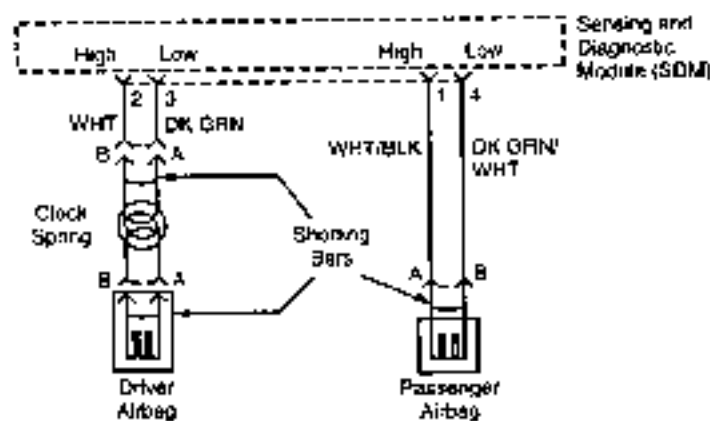 Sensing and
Diagnostic
Module (SDM)
High Low High Low
2 3 1 4
WHT DK GRN
WHT/BLK DK GRN/
WHT
B A
Clock
Spring
Shorting
Bars
B A
A B
Driver
Airbag
Passenger
Airbag